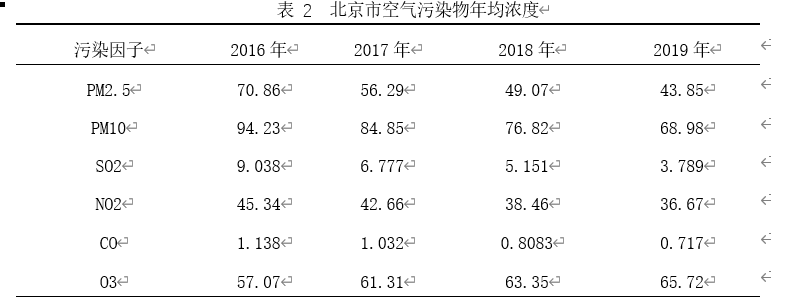 表 2 北京市空气污染物年均浓度
污染因子 2016 年 2017 年 2018 年 2019 年
PM2.5 70.86 56.29 49.07 43.85
PM10 94.23 84.85 76.82 68.98
SO2 9.038 6.777 5.151 3.789
NO2 45.34 42.66 38.46 36.67
CO 1.138 1.032 0.8083 0.717
O3 57.07 61.31 63.35 65.72